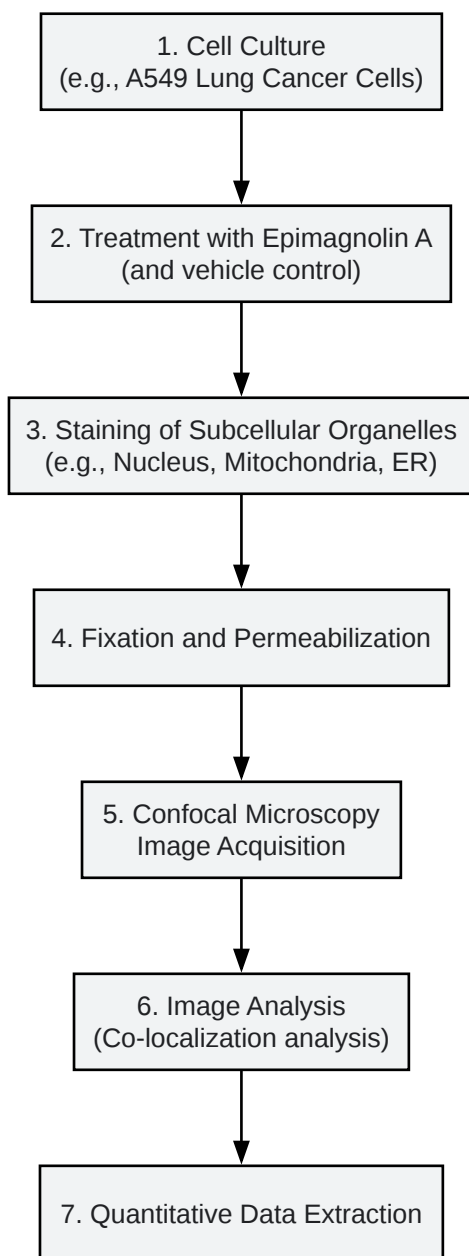 1. Cell Culture
(e.g., A549 Lung Cancer Cells)
2. Treatment with Epimagnolin A
(and vehicle control)
3. Staining of Subcellular Organelles
(e.g., Nucleus, Mitochondria, ER)
4. Fixation and Permeabilization
5. Confocal Microscopy
Image Acquisition
6. Image Analysis
(Co-localization analysis)
7. Quantitative Data Extraction